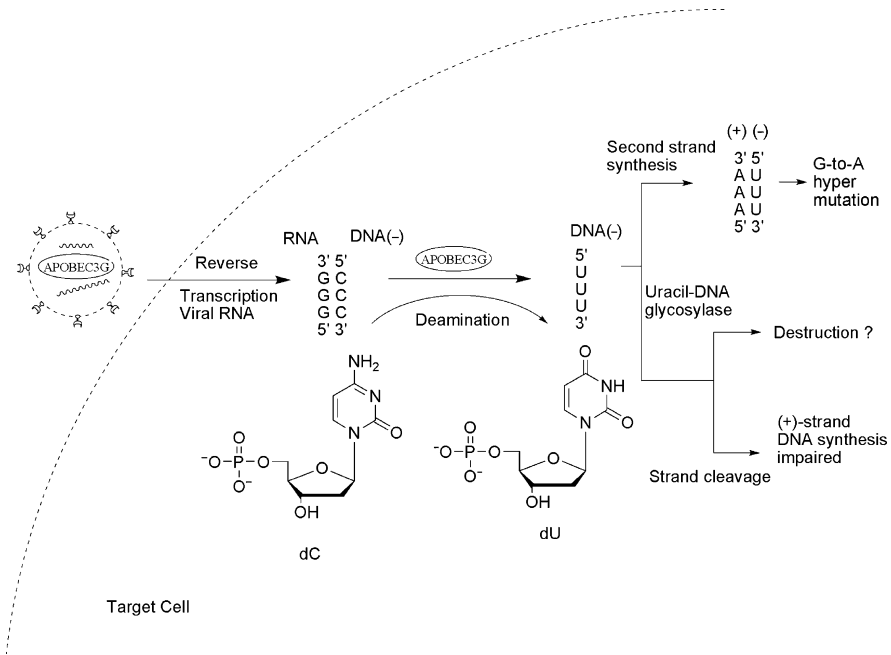 APOBEC3G
Reverse
Transcription
Viral RNA
RNA DNA(-)
3' 5'
G C
G C
G C
5' 3'
APOBEC3G
Deamination
DNA(-)
5'
U
U
U
3'
Second strand
synthesis
(+) (-)
3' 5'
A U
A U
A U
5' 3'
G-to-A
hyper
mutation
Uracil-DNA
glycosylase
Destruction ?
Strand cleavage
(+)-strand
DNA synthesis
impaired
NH2
N
N
O
O
-O P O
O-
O
OH
dC
O
NH
N
O
O
-O P O
O-
O
OH
dU
Target Cell